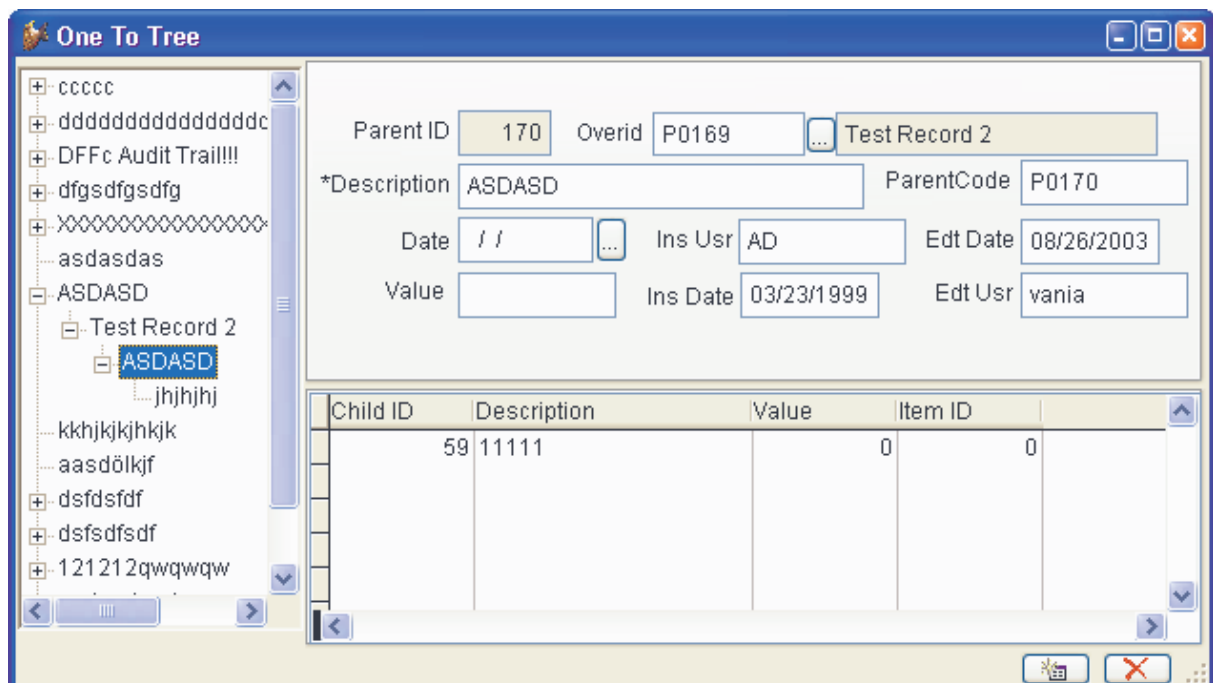 One To Tree
ccccc
DFFc Audit Trail!!!
dfgsdfgsdfg
asdasdas
ASDASD
Test Record 2
ASDASD
jhjhjhj
kkhjkjkjhkjk
aasdölkjf
dsfdsfdf
dsfsdfsdf
121212qwqwqw
Parent ID 170 Overid P0169 ... Test Record 2
*Description ASDASD ParentCode P0170
Date / / ... Ins Usr AD Edt Date 08/26/2003
Value Ins Date 03/23/1999 Edt Usr vania
Child ID Description Value Item ID
59 11111 0 0